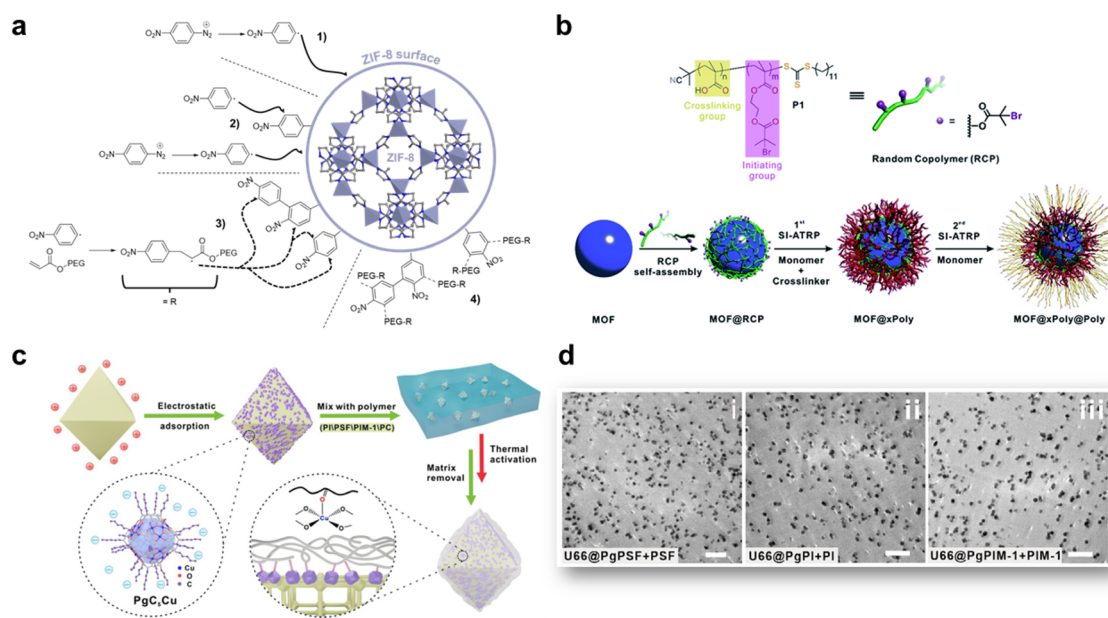 a
O₂N
N₂
⊕
O₂N
1)
ZIF-8 surface
O₂N
2)
O₂N
O₂N
N₂
⊕
O₂N
ZIF-8
3)
O₂N
NO₂
O₂N
O₂N
O
O
PEG
O
O
PEG
= R
O₂N
PEG-R
R-PEG
NO₂
PEG-R
PEG-R
NO₂
O₂N
PEG-R
4)
b
NC
n
m
S
S
S
11
HO
O
O
O
P1
Crosslinking
group
O
O
Br
Initiating
group
≡
=
O
O
Br
Random Copolymer (RCP)
RCP
self-assembly
1st
SI-ATRP
Monomer
+
Crosslinker
2nd
SI-ATRP
Monomer
MOF
MOF@RCP
MOF@xPoly
MOF@xPoly@Poly
c
Electrostatic
adsorption
Mix with polymer
(PI\PSF\PIM-1\PC)
Matrix
removal
Thermal
activation
Cu
O
C
PgC₅Cu
O
Cu
O
O
O
O
d
i
U66@PgPSF+PSF
ii
U66@PgPI+PI
iii
U66@PgPIM-1+PIM-1